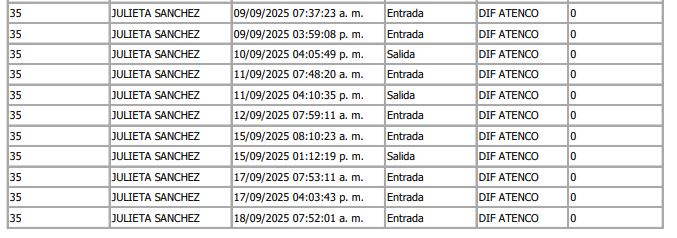 35 JULIETA SANCHEZ 09/09/2025 07:37:23 a. m. Entrada DIF ATENCO 0
35 JULIETA SANCHEZ 09/09/2025 03:59:08 p. m. Entrada DIF ATENCO 0
35 JULIETA SANCHEZ 10/09/2025 04:05:49 p. m. Salida DIF ATENCO 0
35 JULIETA SANCHEZ 11/09/2025 07:48:20 a. m. Entrada DIF ATENCO 0
35 JULIETA SANCHEZ 11/09/2025 04:10:35 p. m. Salida DIF ATENCO 0
35 JULIETA SANCHEZ 12/09/2025 07:59:11 a. m. Entrada DIF ATENCO 0
35 JULIETA SANCHEZ 15/09/2025 08:10:23 a. m. Entrada DIF ATENCO 0
35 JULIETA SANCHEZ 15/09/2025 01:12:19 p. m. Salida DIF ATENCO 0
35 JULIETA SANCHEZ 17/09/2025 07:53:11 a. m. Entrada DIF ATENCO 0
35 JULIETA SANCHEZ 17/09/2025 04:03:43 p. m. Entrada DIF ATENCO 0
35 JULIETA SANCHEZ 18/09/2025 07:52:01 a. m. Entrada DIF ATENCO 0